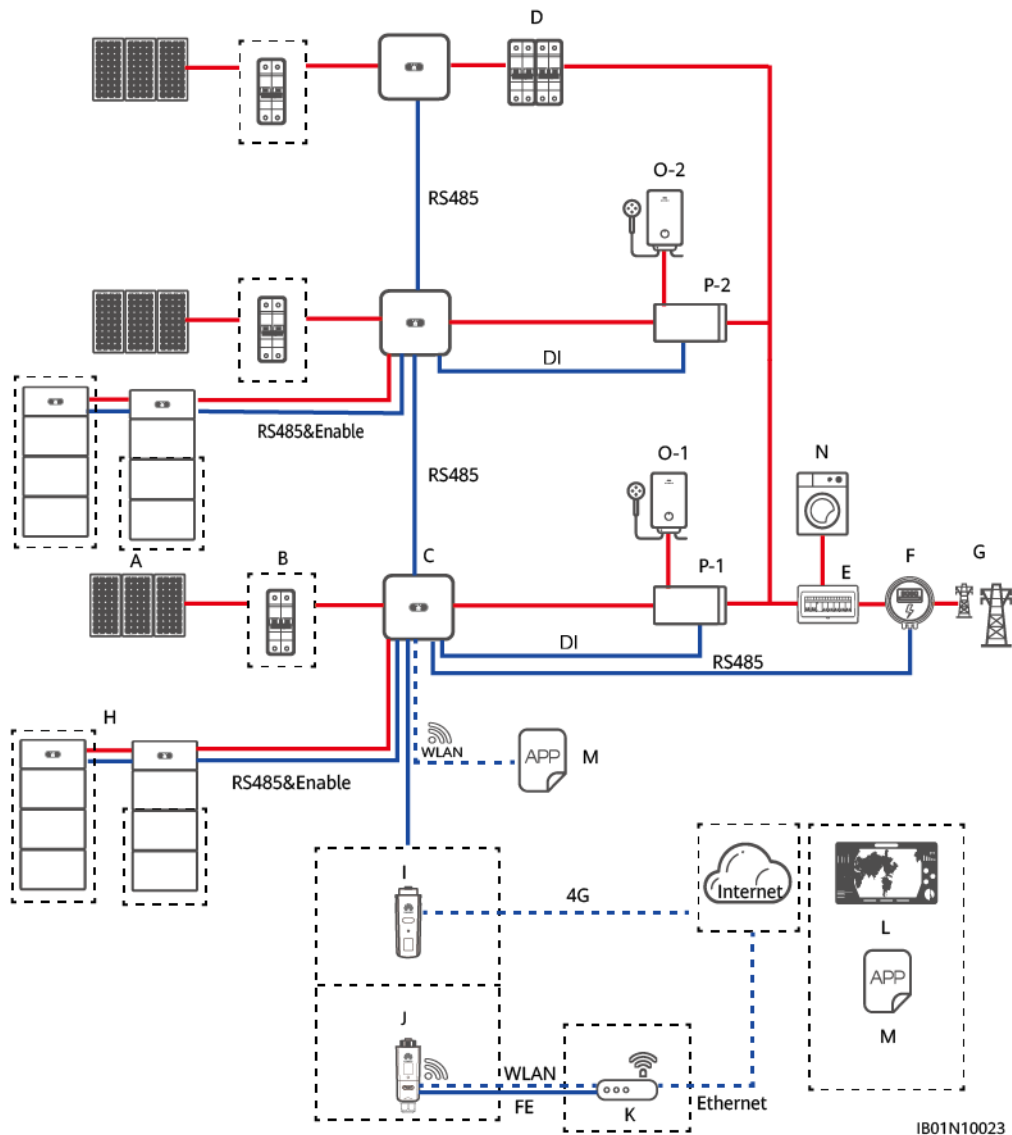 D
RS485
O-2
P-2
DI
RS485&Enable
RS485
O-1
N
A
B
C
P-1
E
F
G
DI
RS485
H
WLAN
APP
M
RS485&Enable
I
4G
Internet
L
APP
M
J
WLAN
FE
K
Ethernet
IB01N10023